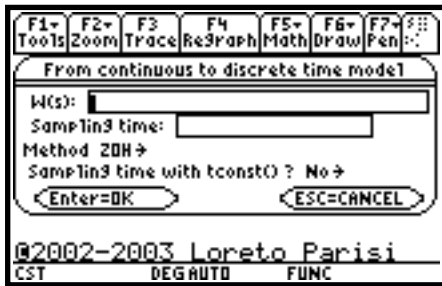 F1 F2 F3 F4 F5 F6 F7
Tools Zoom Trace ReGraph Math Draw Pen
From continuous to discrete time model
W(s):
Sampling time:
Method ZOH→
Sampling time with tconst() ? No→
Enter=OK ESC=CANCEL
@2002-2003 Loreto Parisi
CST DEG AUTO FUNC